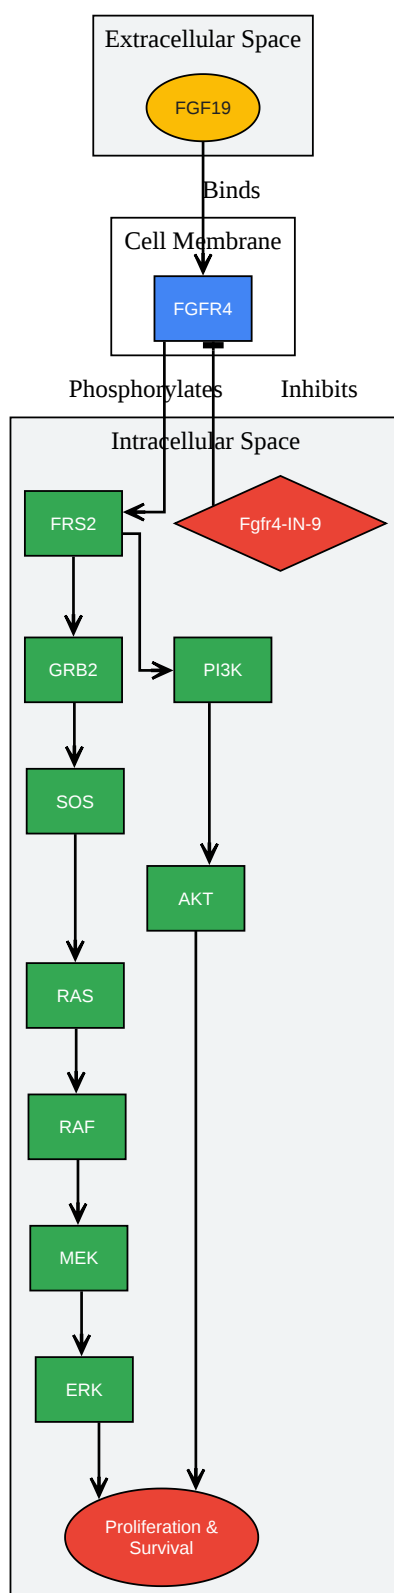 Extracellular Space
FGF19
Binds
Cell Membrane
FGFR4
Phosphorylates
Inhibits
Intracellular Space
FRS2
Fgfr4-IN-9
GRB2
PI3K
SOS
AKT
RAS
RAF
MEK
ERK
Proliferation &
Survival